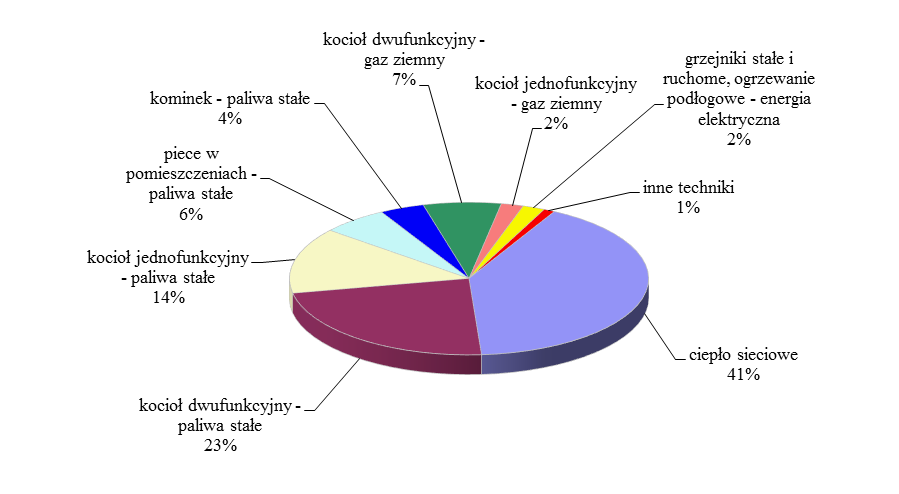 kocioł dwufunkcyjny -
gaz ziemny
7%
kocioł jednofunkcyjny
- gaz ziemny
2%
grzejniki stałe i
ruchome, ogrzewanie
podłogowe - energia
elektryczna
2%
inne techniki
1%
ciepło sieciowe
41%
kocioł dwufunkcyjny -
paliwa stałe
23%
kocioł jednofunkcyjny
- paliwa stałe
14%
piece w
pomieszczeniach -
paliwa stałe
6%
kominek - paliwa stałe
4%